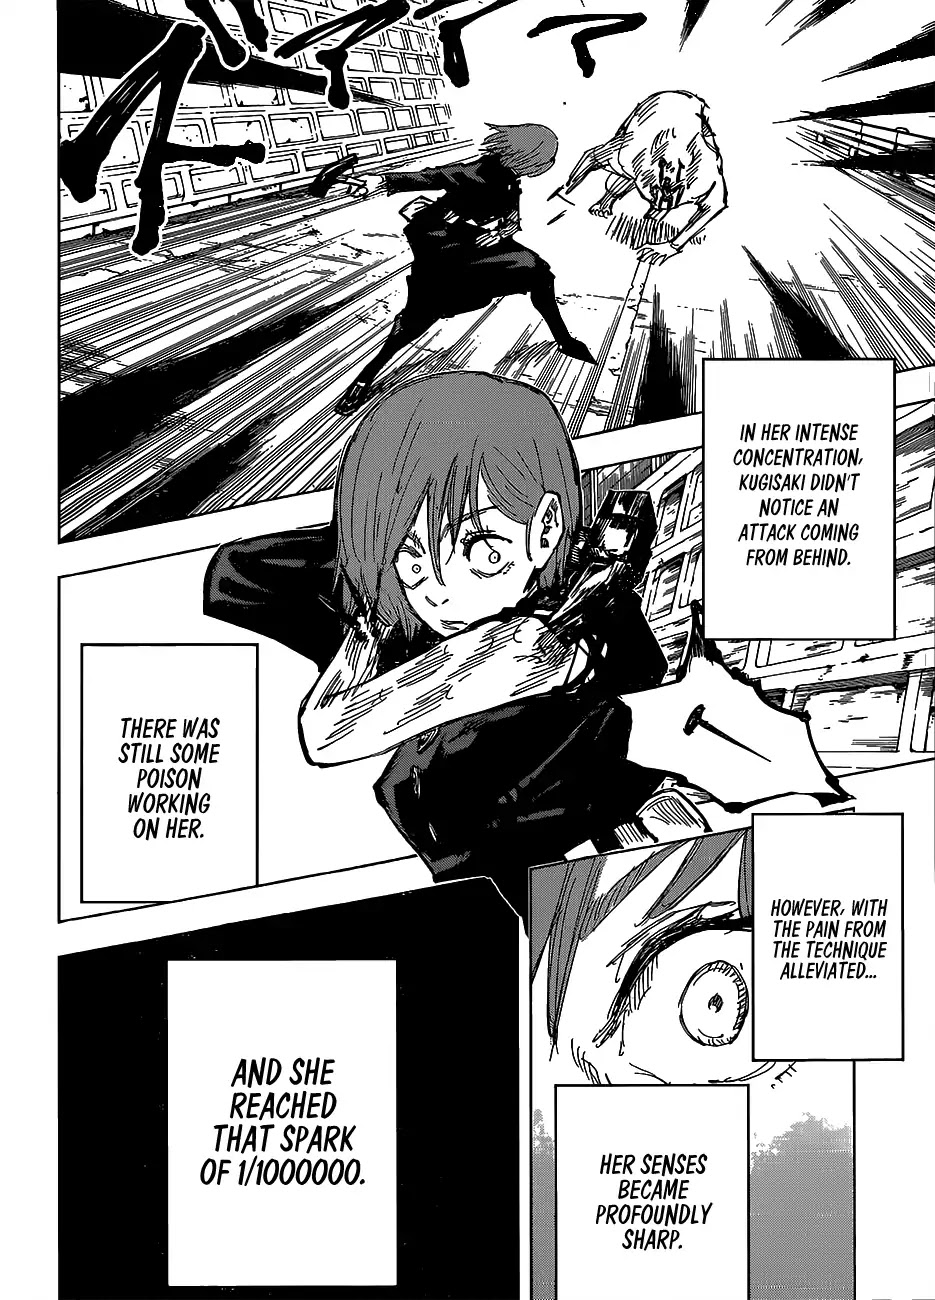 IN HER INTENSE
CONCENTRATION,
KUGISAKI DIDN'T
NOTICE AN
ATTACK COMING
FROM BEHIND.
THERE WAS
STILL SOME
POISON
WORKING
ON HER.
HOWEVER, WITH
THE PAIN FROM
THE TECHNIQUE
ALLEVIATED...
HER SENSES
BECAME
PROFOUNDLY
SHARP.
AND SHE
REACHED
THAT SPARK
OF 1/1000000.